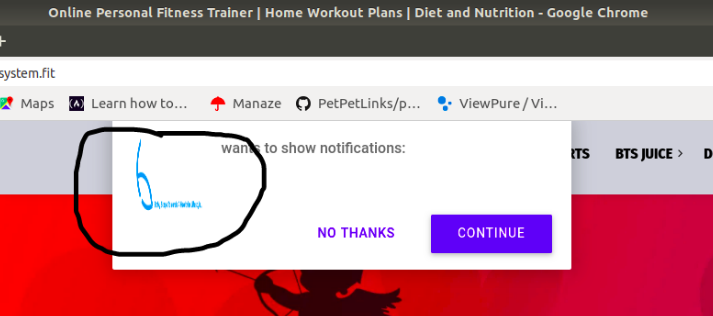 Online Personal Fitness Trainer | Home Workout Plans | Diet and Nutrition - Google Chrome
system.fit
Maps Learn how to... Manaze PetPetLinks/p... ViewPure / Vi...
wants to show notifications:
RTS BTS JUICE > D
NO THANKS CONTINUE